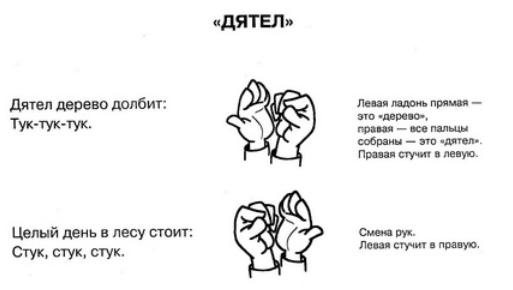 «ДЯТЕЛ»
Дятел дерево долбит:
Тук-тук-тук.
Левая ладонь прямая —
это «дерево»,
правая — все пальцы
собраны — это «дятел».
Правая стучит в левую.
Целый день в лесу стоит:
Стук, стук, стук.
Смена рук.
Левая стучит в правую.